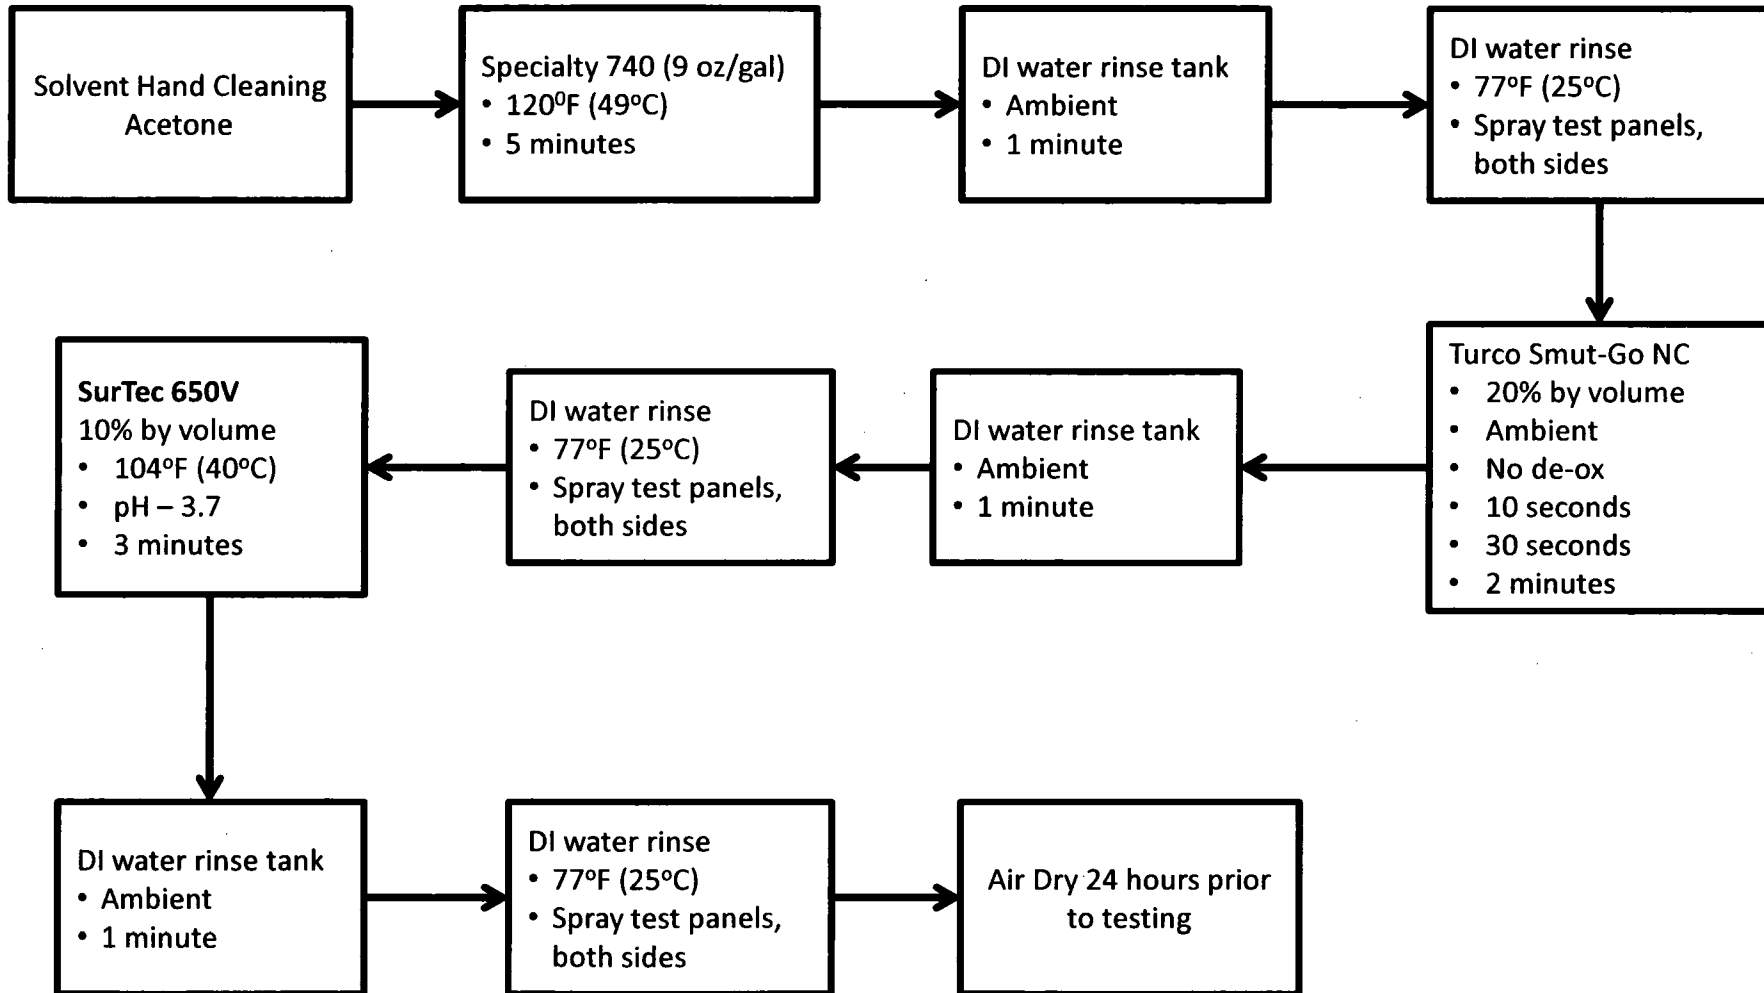 Solvent Hand Cleaning
Acetone
Specialty 740 (9 oz/gal)
• 120⁰F (49ºC)
• 5 minutes
DI water rinse tank
• Ambient
• 1 minute
DI water rinse
• 77ºF (25ºC)
• Spray test panels,
both sides
Turco Smut-Go NC
• 20% by volume
• Ambient
• No de-ox
• 10 seconds
• 30 seconds
• 2 minutes
DI water rinse tank
• Ambient
• 1 minute
DI water rinse
• 77ºF (25ºC)
• Spray test panels,
both sides
SurTec 650V
10% by volume
• 104ºF (40ºC)
• pH – 3.7
• 3 minutes
DI water rinse tank
• Ambient
• 1 minute
DI water rinse
• 77ºF (25ºC)
• Spray test panels,
both sides
Air Dry 24 hours prior
to testing